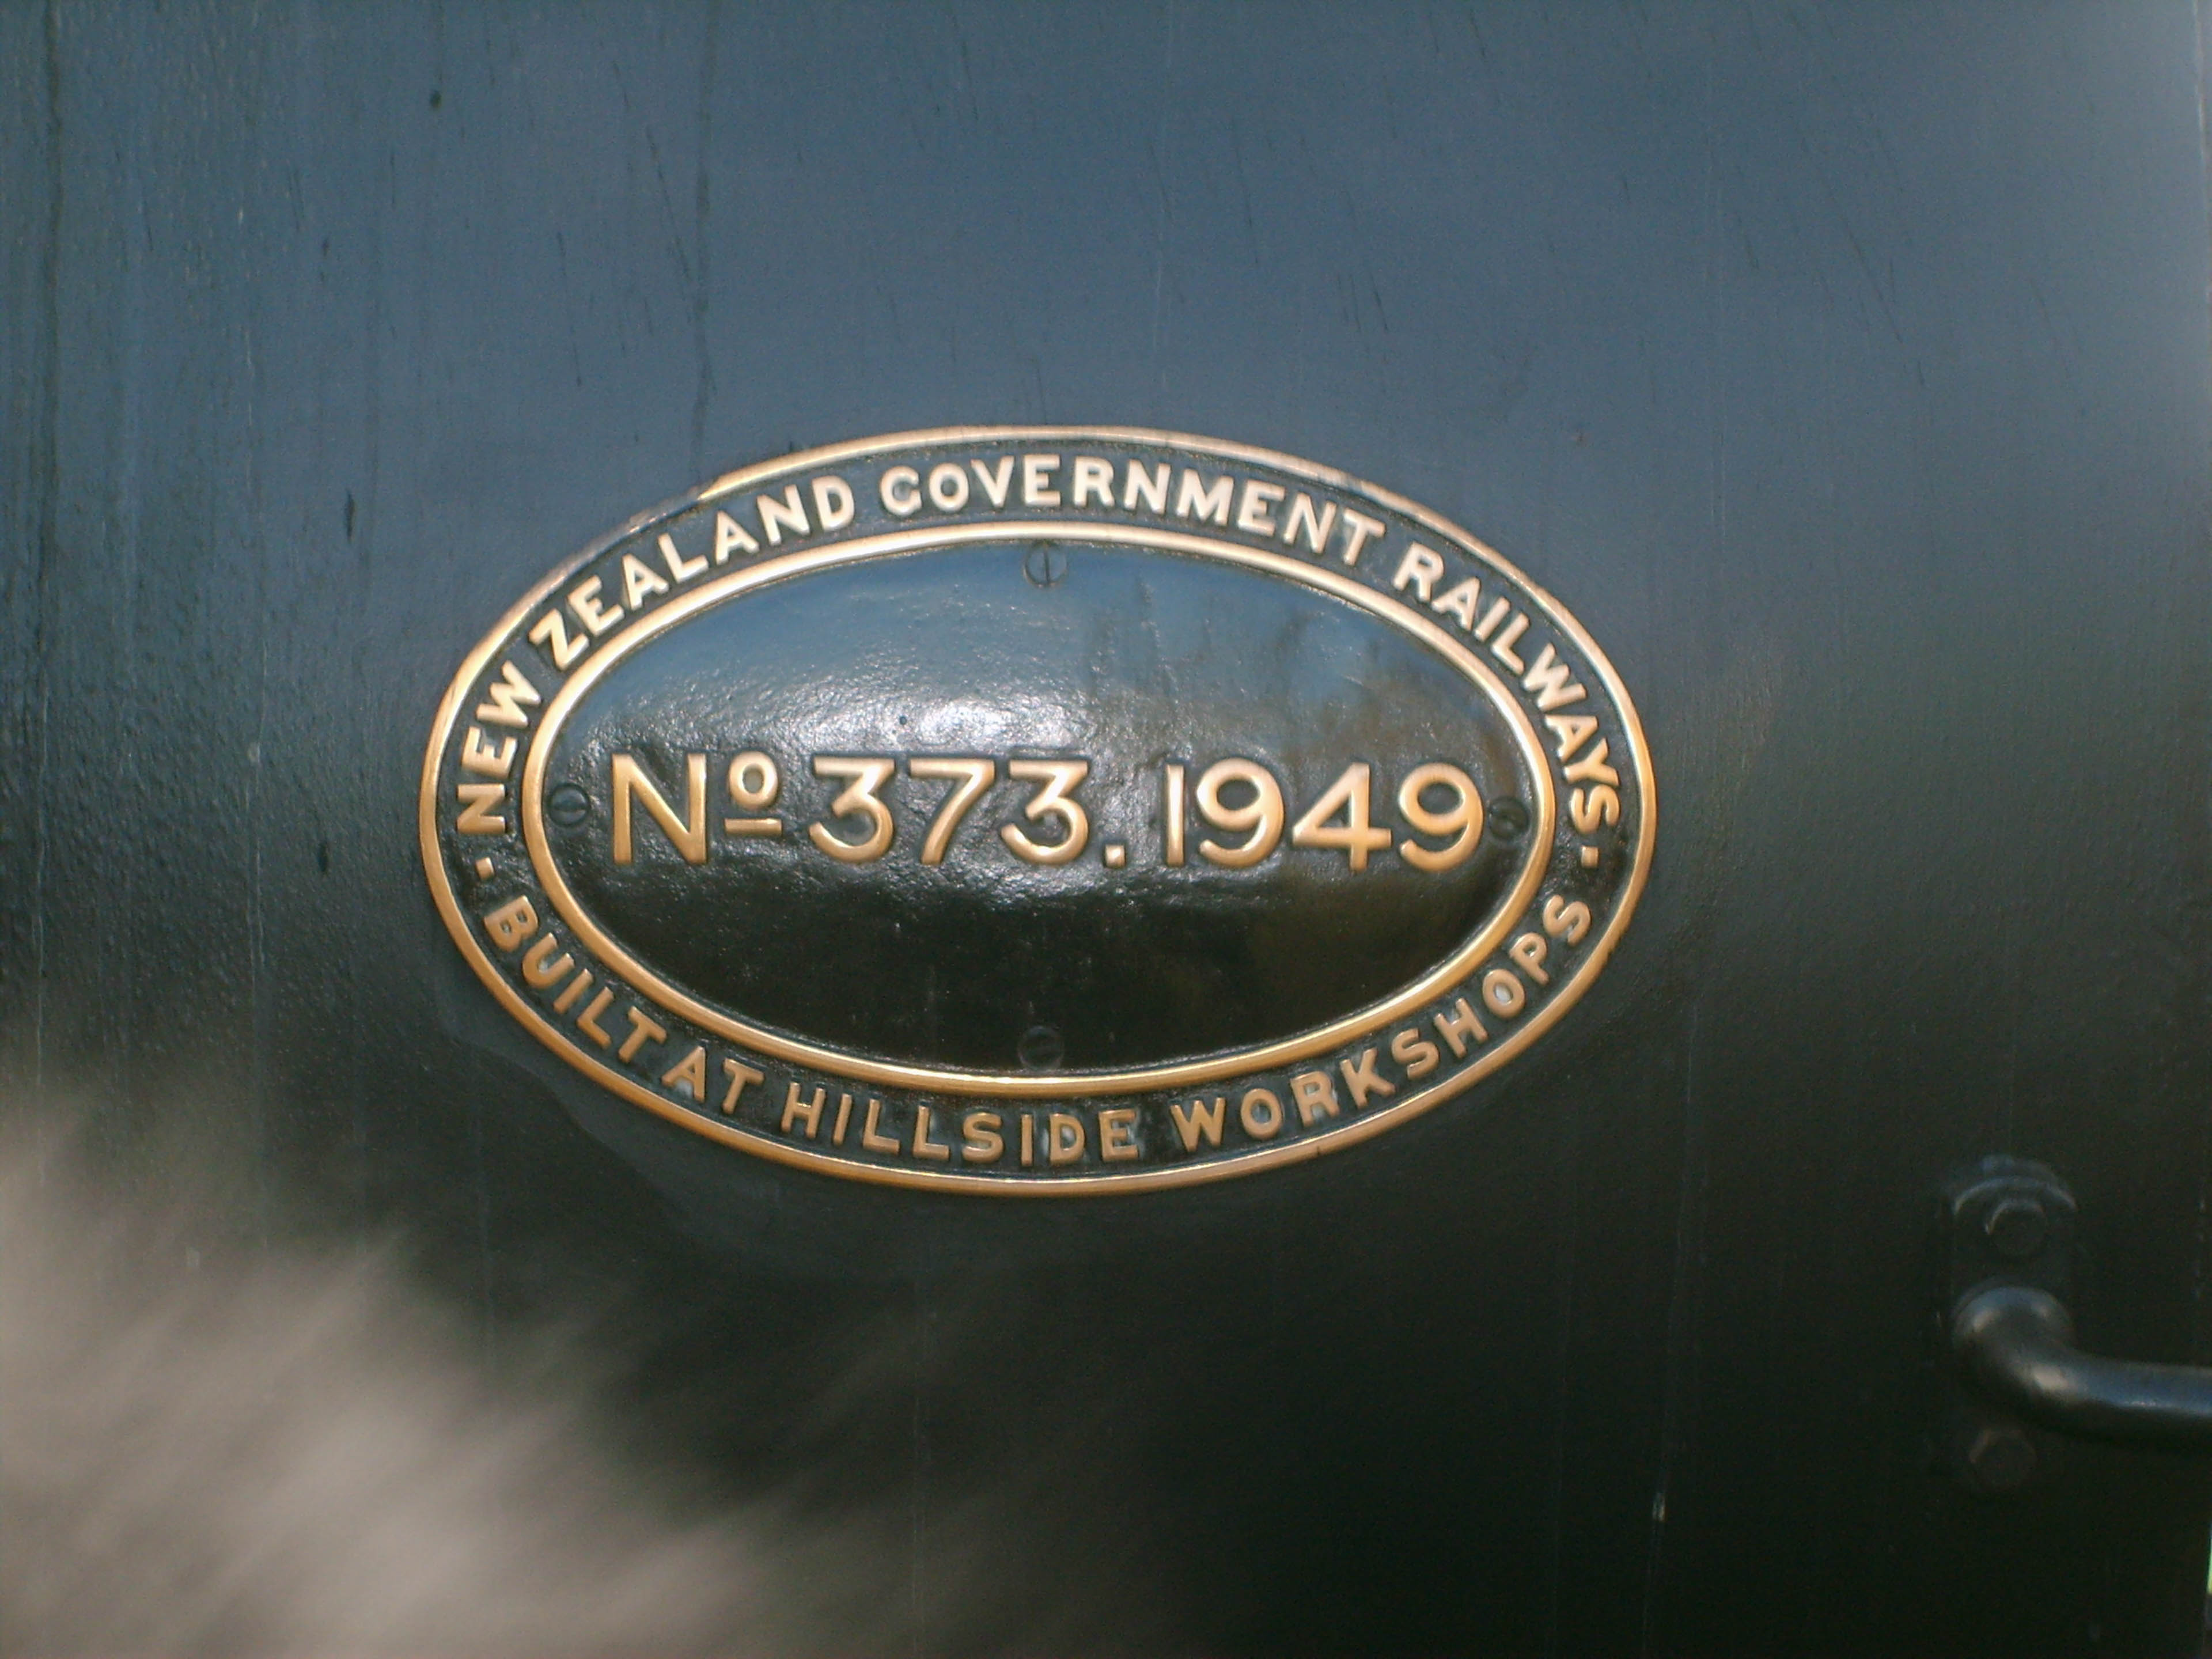 · NEW ZEALAND GOVERNMENT RAILWAYS ·
Nº 373. 1949
BUILT AT HILLSIDE WORKSHOPS